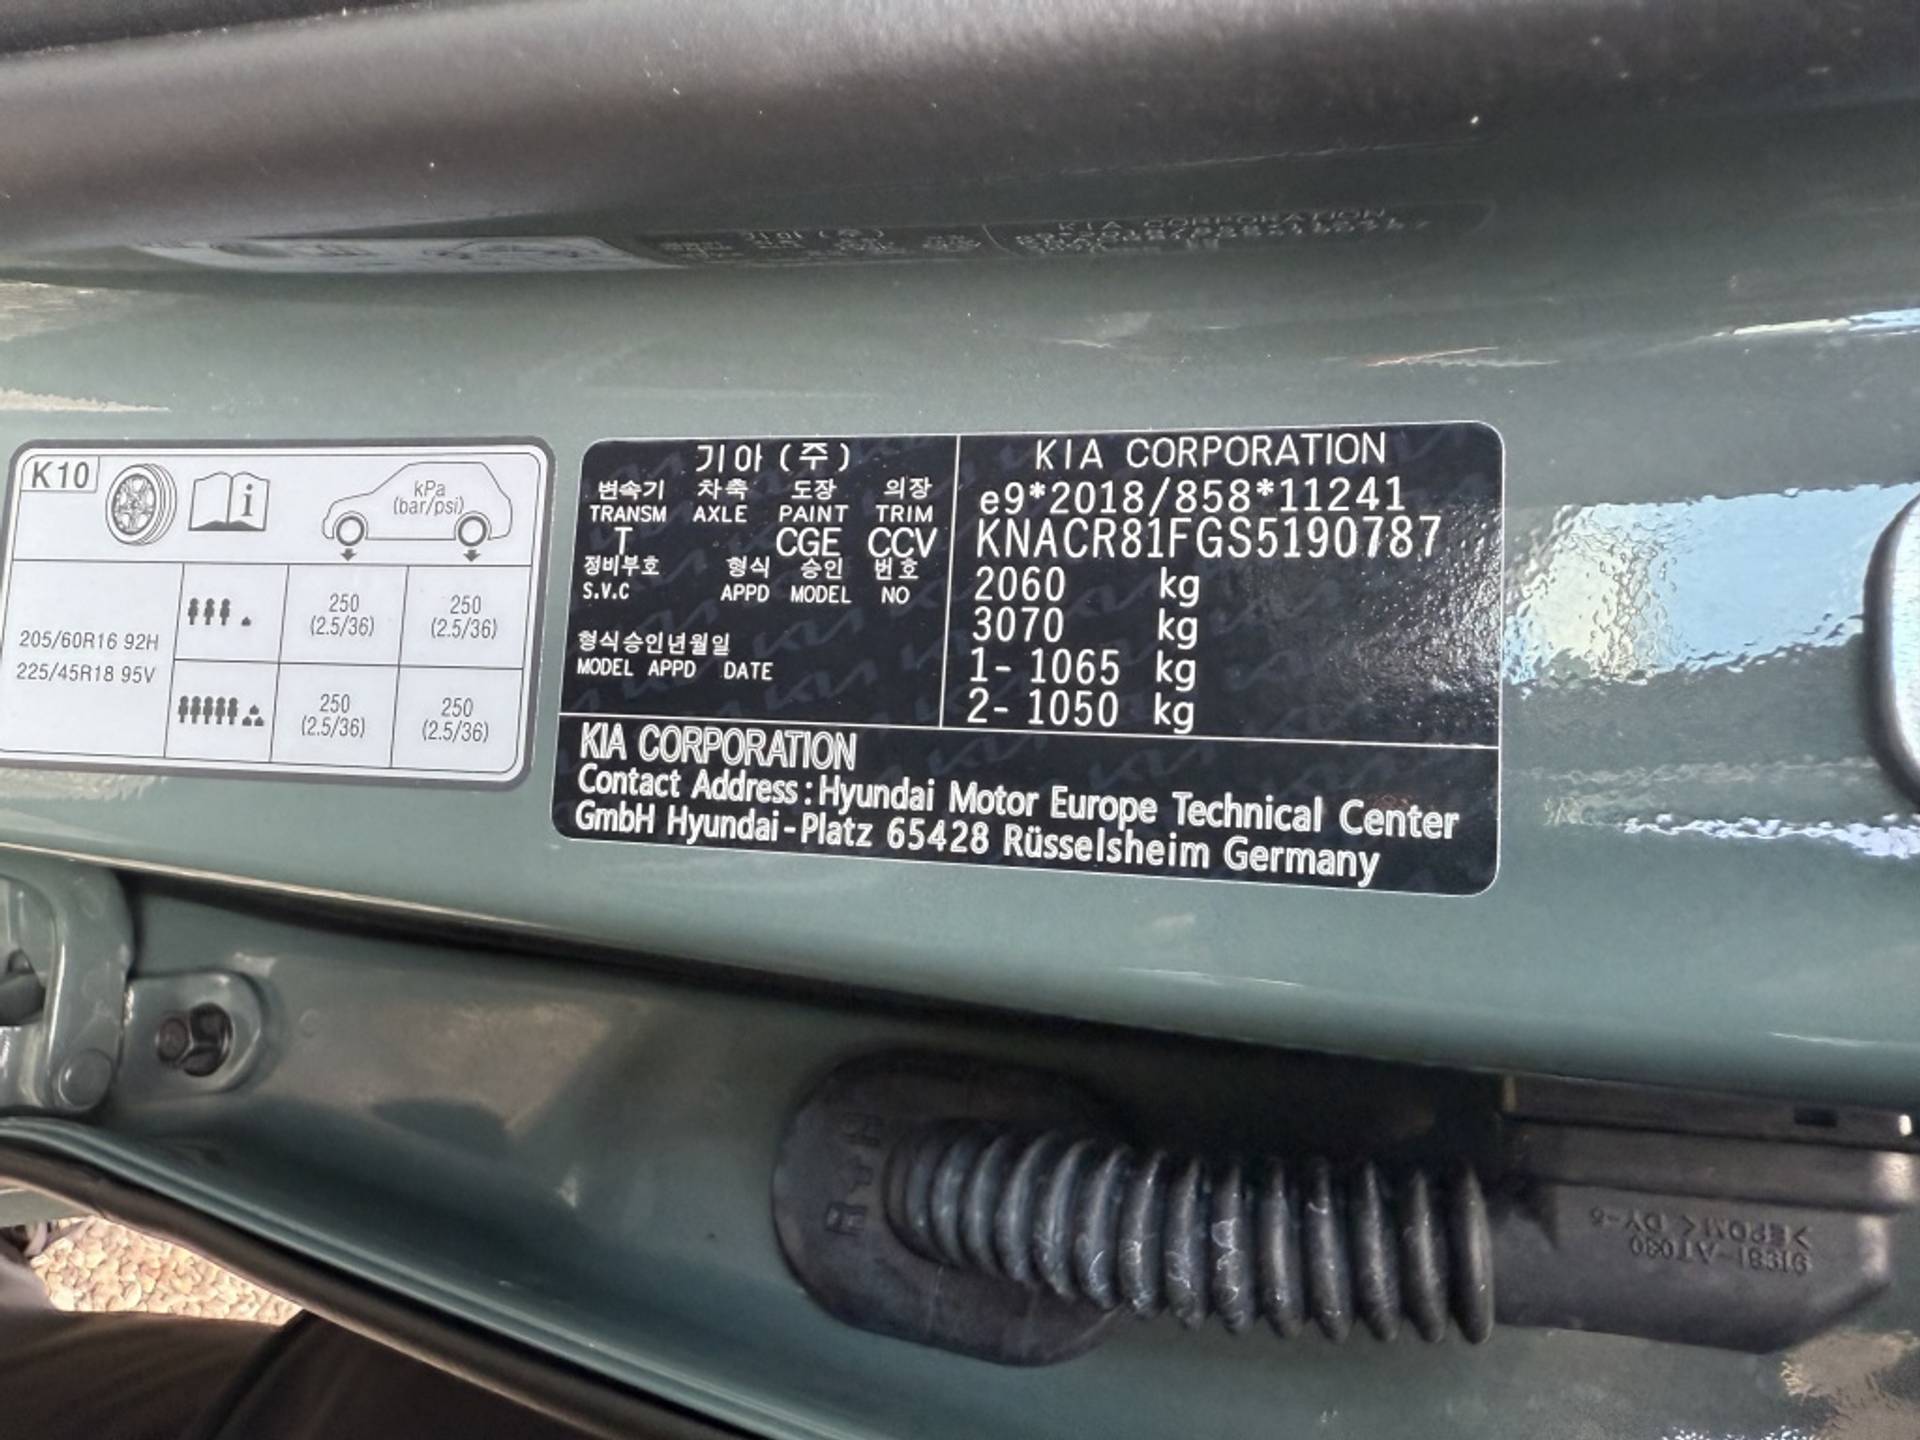 K10
i
kPa
(bar/psi)
205/60R16 92H
225/45R18 95V
250
(2.5/36)
250
(2.5/36)
250
(2.5/36)
250
(2.5/36)
기아(주)
변속기 차축 도장 의장
TRANSM AXLE PAINT TRIM
T CGE CCV
정비부호 형식 승인 번호
S.V.C APPD MODEL NO
형식승인년월일
MODEL APPD DATE
KIA CORPORATION
e9*2018/858*11241
KNACR81FGS5190787
2060 kg
3070 kg
1- 1065 kg
2- 1050 kg
KIA CORPORATION
Contact Address : Hyundai Motor Europe Technical Center
GmbH Hyundai-Platz 65428 Rüsselsheim Germany
91981-AT030
>EPDM< DY-6